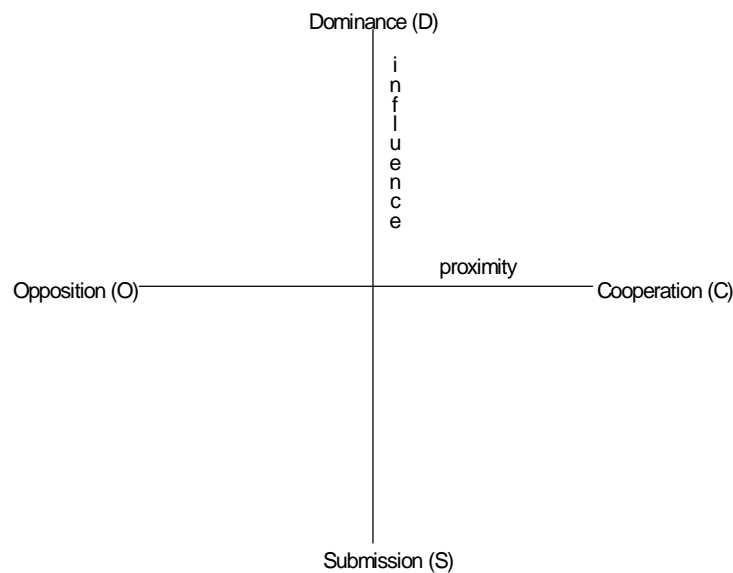 Dominance (D)
influence
proximity
Opposition (O)
Cooperation (C)
Submission (S)